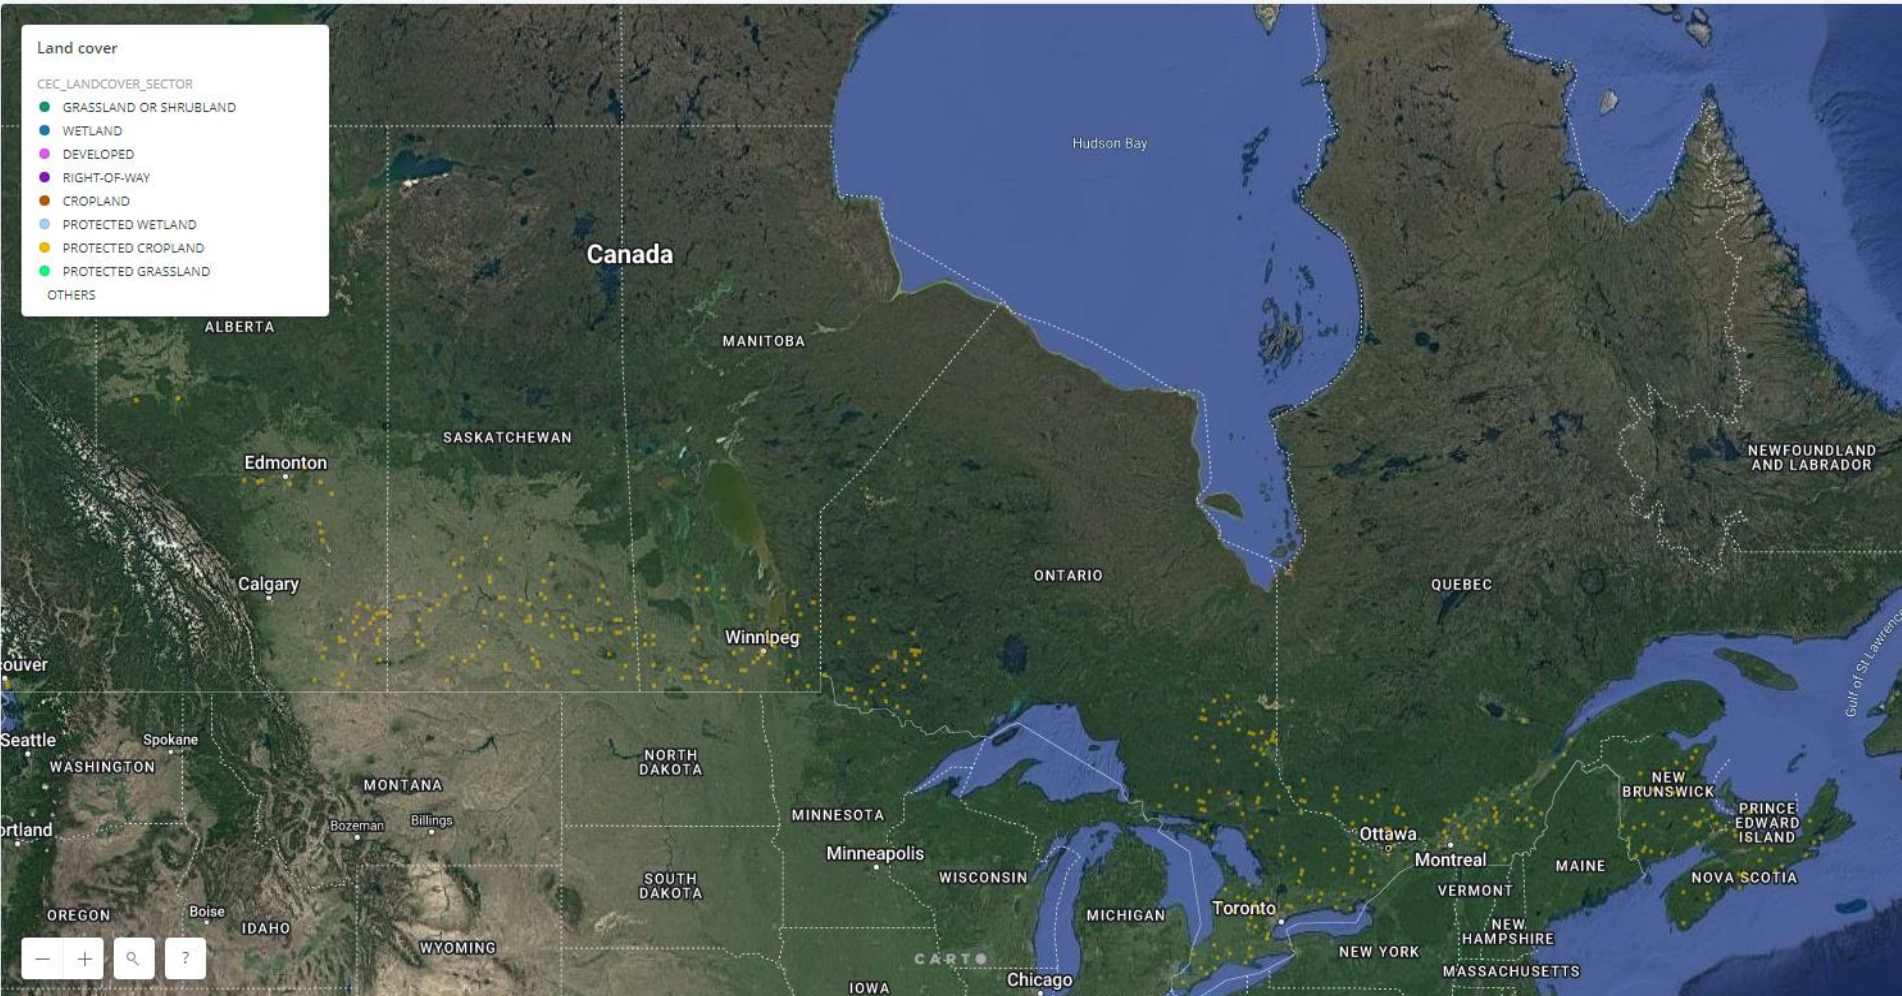 Land cover
CEC_LANDCOVER_SECTOR
GRASSLAND OR SHRUBLAND
WETLAND
DEVELOPED
RIGHT-OF-WAY
CROPLAND
PROTECTED WETLAND
PROTECTED CROPLAND
PROTECTED GRASSLAND
OTHERS
Hudson Bay
Canada
ALBERTA
MANITOBA
SASKATCHEWAN
Edmonton
NEWFOUNDLAND
AND LABRADOR
Calgary
ONTARIO
QUEBEC
Winnipeg
couver
Gulf of St Lawrenc
Seattle
Spokane
WASHINGTON
NORTH
DAKOTA
MONTANA
NEW
BRUNSWICK
Bozeman
Billings
MINNESOTA
PRINCE
EDWARD
ISLAND
ortland
Ottawa
Minneapolis
Montreal
MAINE
WISCONSIN
SOUTH
DAKOTA
VERMONT
NOVA SCOTIA
OREGON
Boise
IDAHO
MICHIGAN
Toronto
NEW
HAMPSHIRE
WYOMING
NEW YORK
CARTO
MASSACHUSETTS
Chicago
IOWA
− + ?